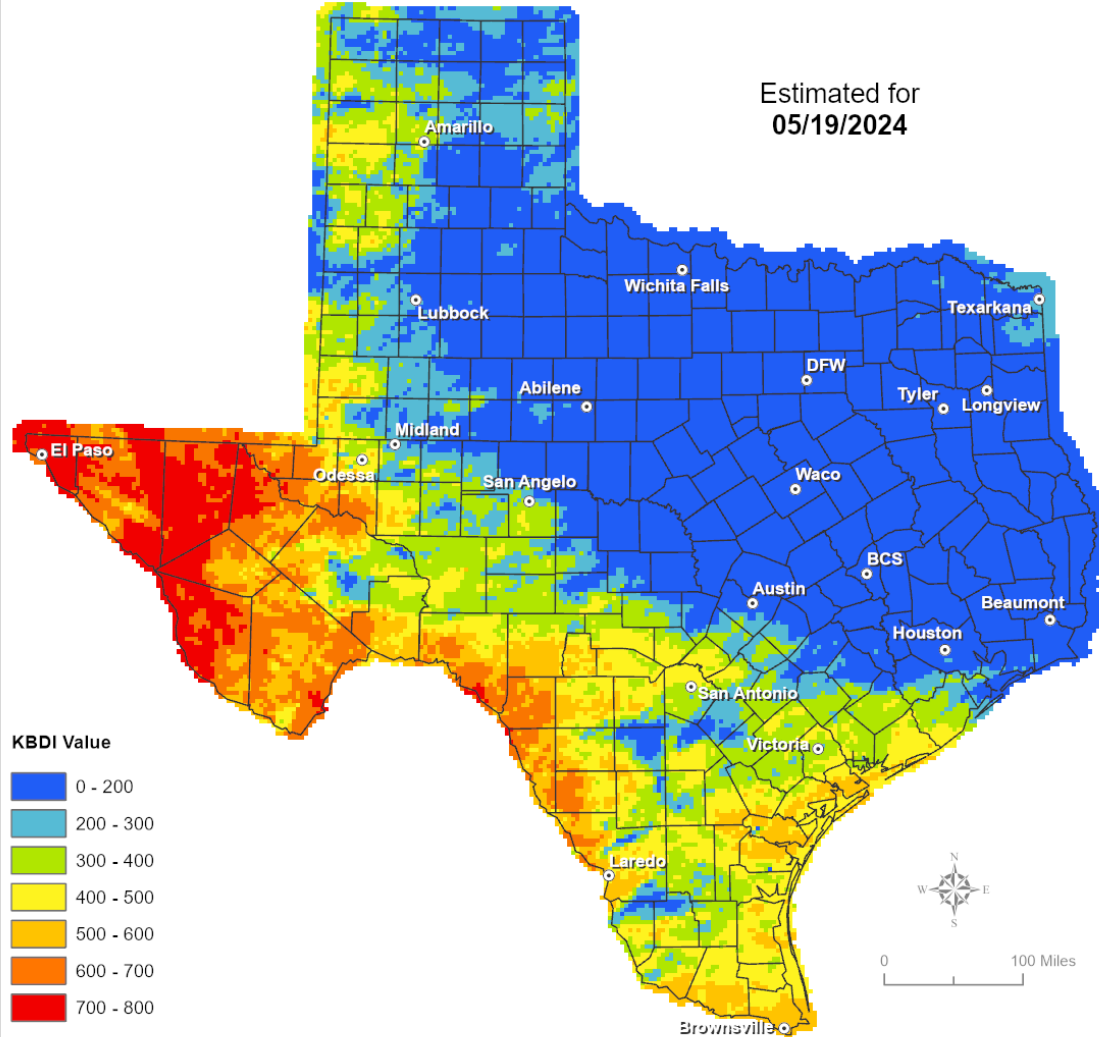 Estimated for
05/19/2024
Amarillo
Wichita Falls
Texarkana
Lubbock
DFW
Abilene
Tyler
Longview
Midland
El Paso
Odessa
San Angelo
Waco
BCS
Austin
Beaumont
Houston
San Antonio
Victoria
KBDI Value
0 - 200
200 - 300
300 - 400
400 - 500
500 - 600
600 - 700
700 - 800
Laredo
N
W E
S
0 100 Miles
Brownsville